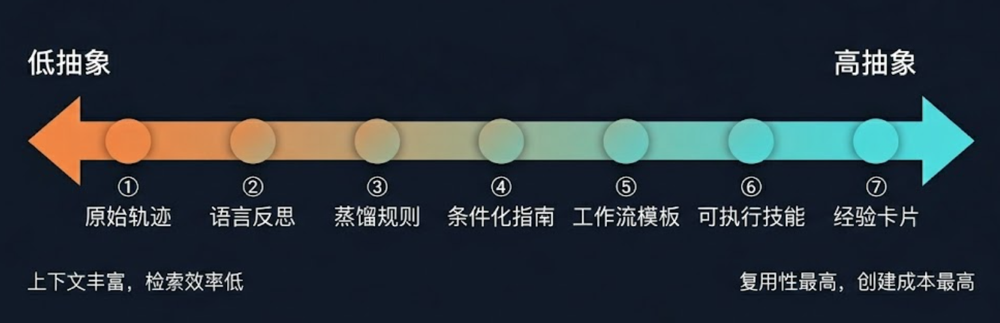 低抽象
高抽象
①
原始轨迹
②
语言反思
③
蒸馏规则
④
条件化指南
⑤
工作流模板
⑥
可执行技能
⑦
经验卡片
上下文丰富，检索效率低
复用性最高，创建成本最高